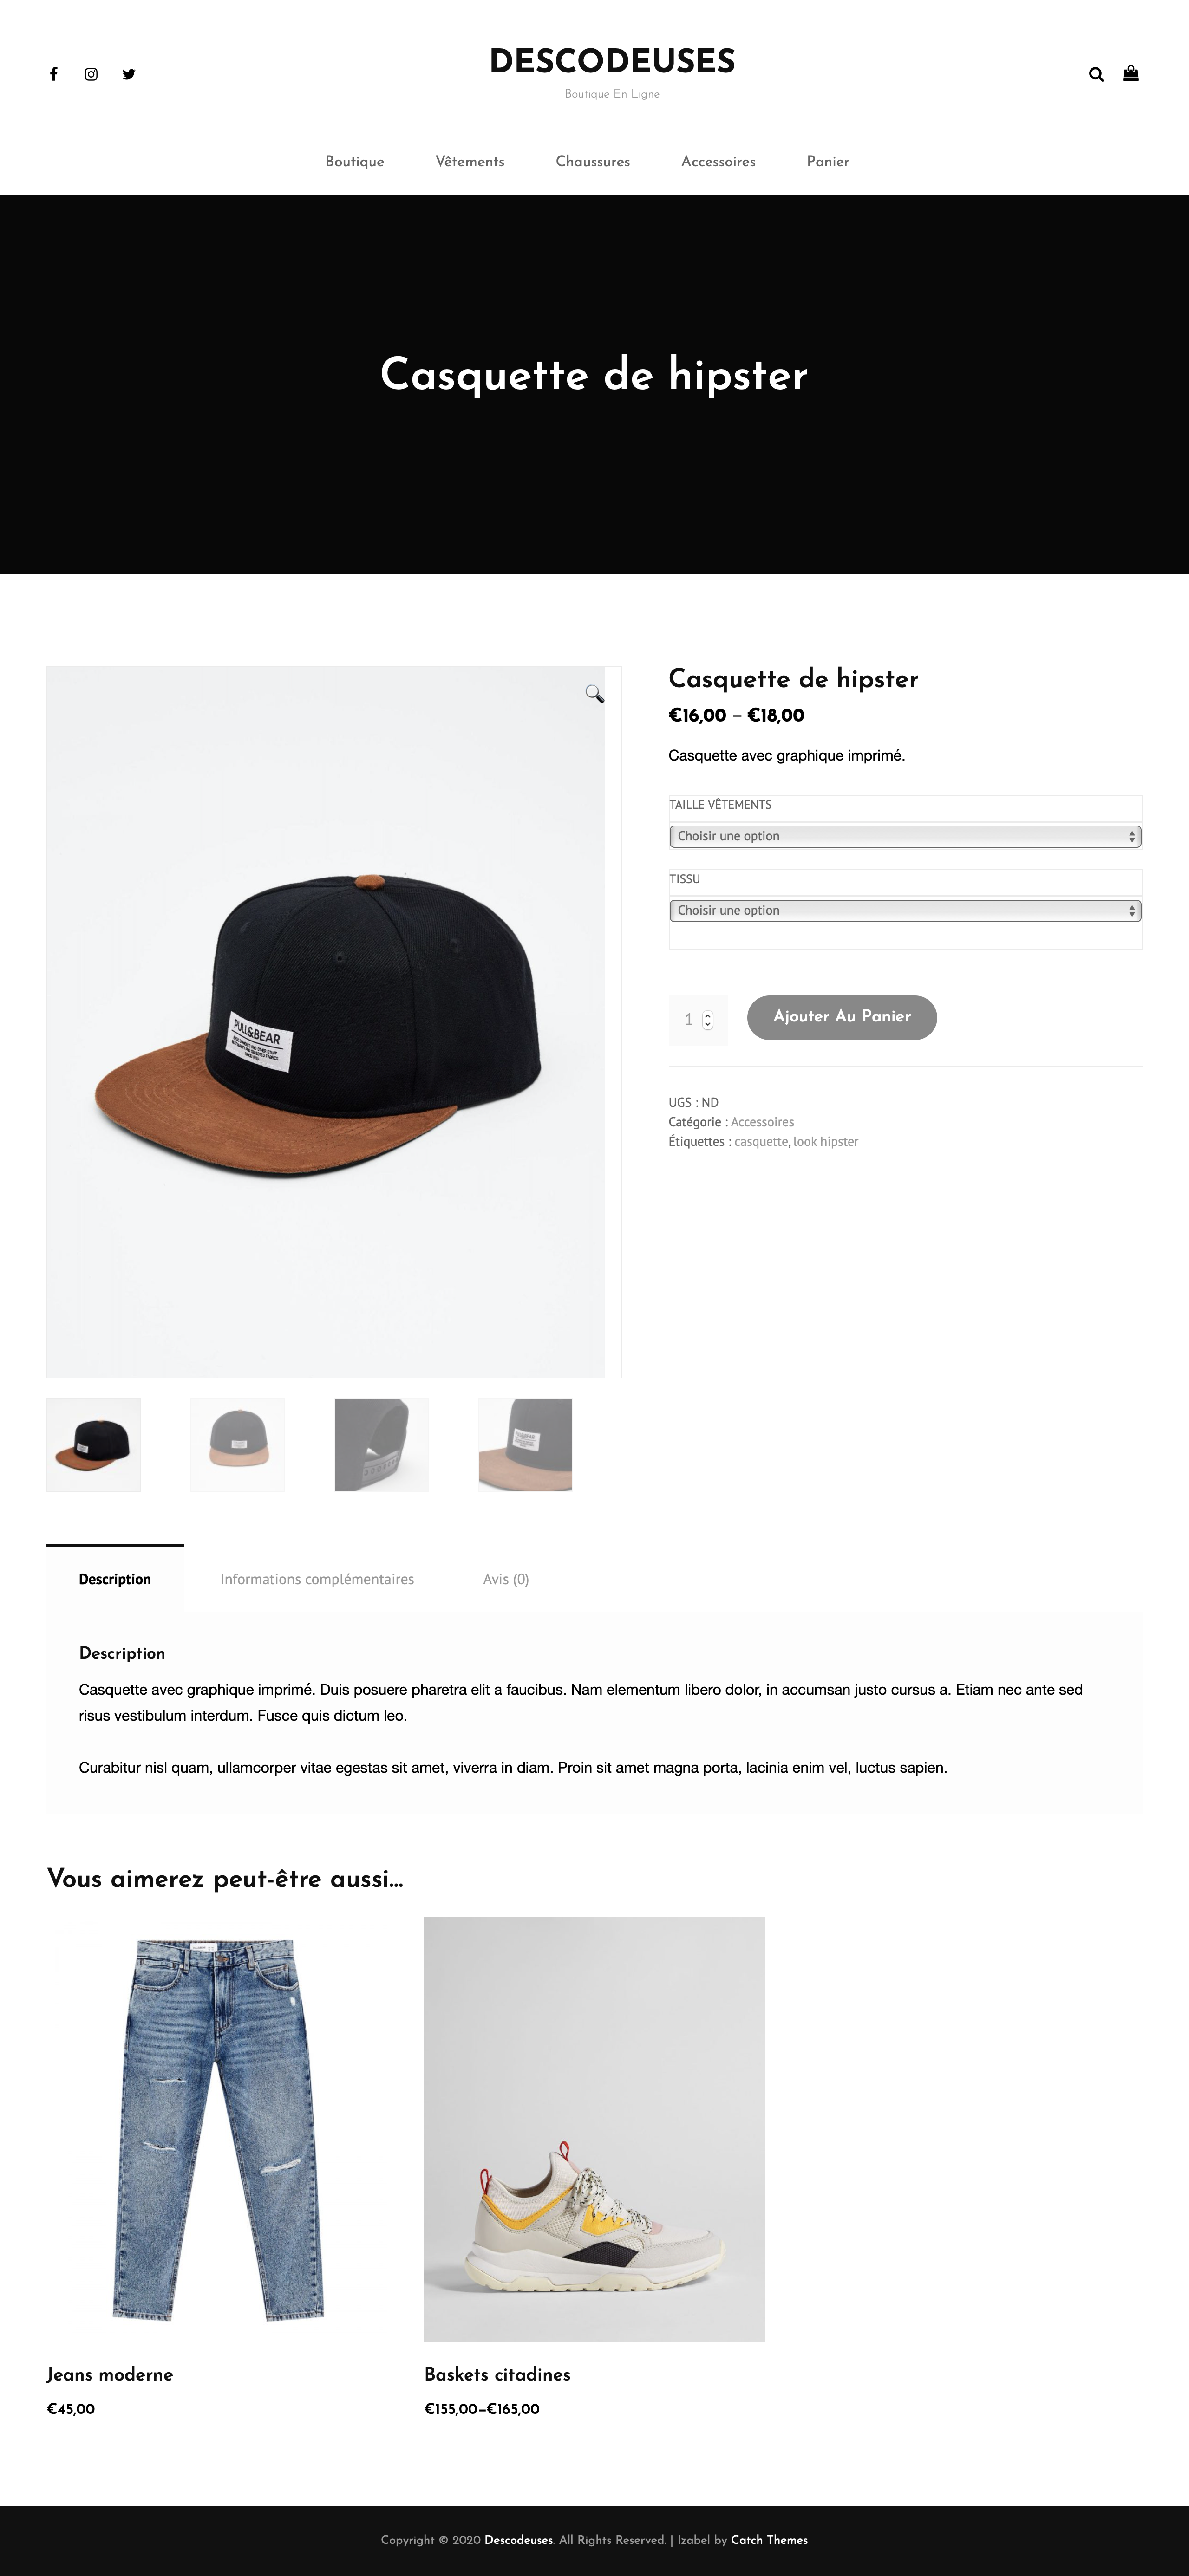 DESCODEUSES
Boutique En Ligne
Boutique
Vêtements
Chaussures
Accessoires
Panier
Casquette de hipster
Casquette de hipster
€16,00 – €18,00
Casquette avec graphique imprimé.
TAILLE VÊTEMENTS
Choisir une option
TISSU
Choisir une option
1
Ajouter Au Panier
UGS : ND
Catégorie : Accessoires
Étiquettes : casquette, look hipster
PULL&BEAR
Description
Informations complémentaires
Avis (0)
Description
Casquette avec graphique imprimé. Duis posuere pharetra elit a faucibus. Nam elementum libero dolor, in accumsan justo cursus a. Etiam nec ante sed
risus vestibulum interdum. Fusce quis dictum leo.
Curabitur nisl quam, ullamcorper vitae egestas sit amet, viverra in diam. Proin sit amet magna porta, lacinia enim vel, luctus sapien.
Vous aimerez peut-être aussi…
Jeans moderne
€45,00
Baskets citadines
€155,00–€165,00
Copyright © 2020 Descodeuses. All Rights Reserved. | Izabel by Catch Themes